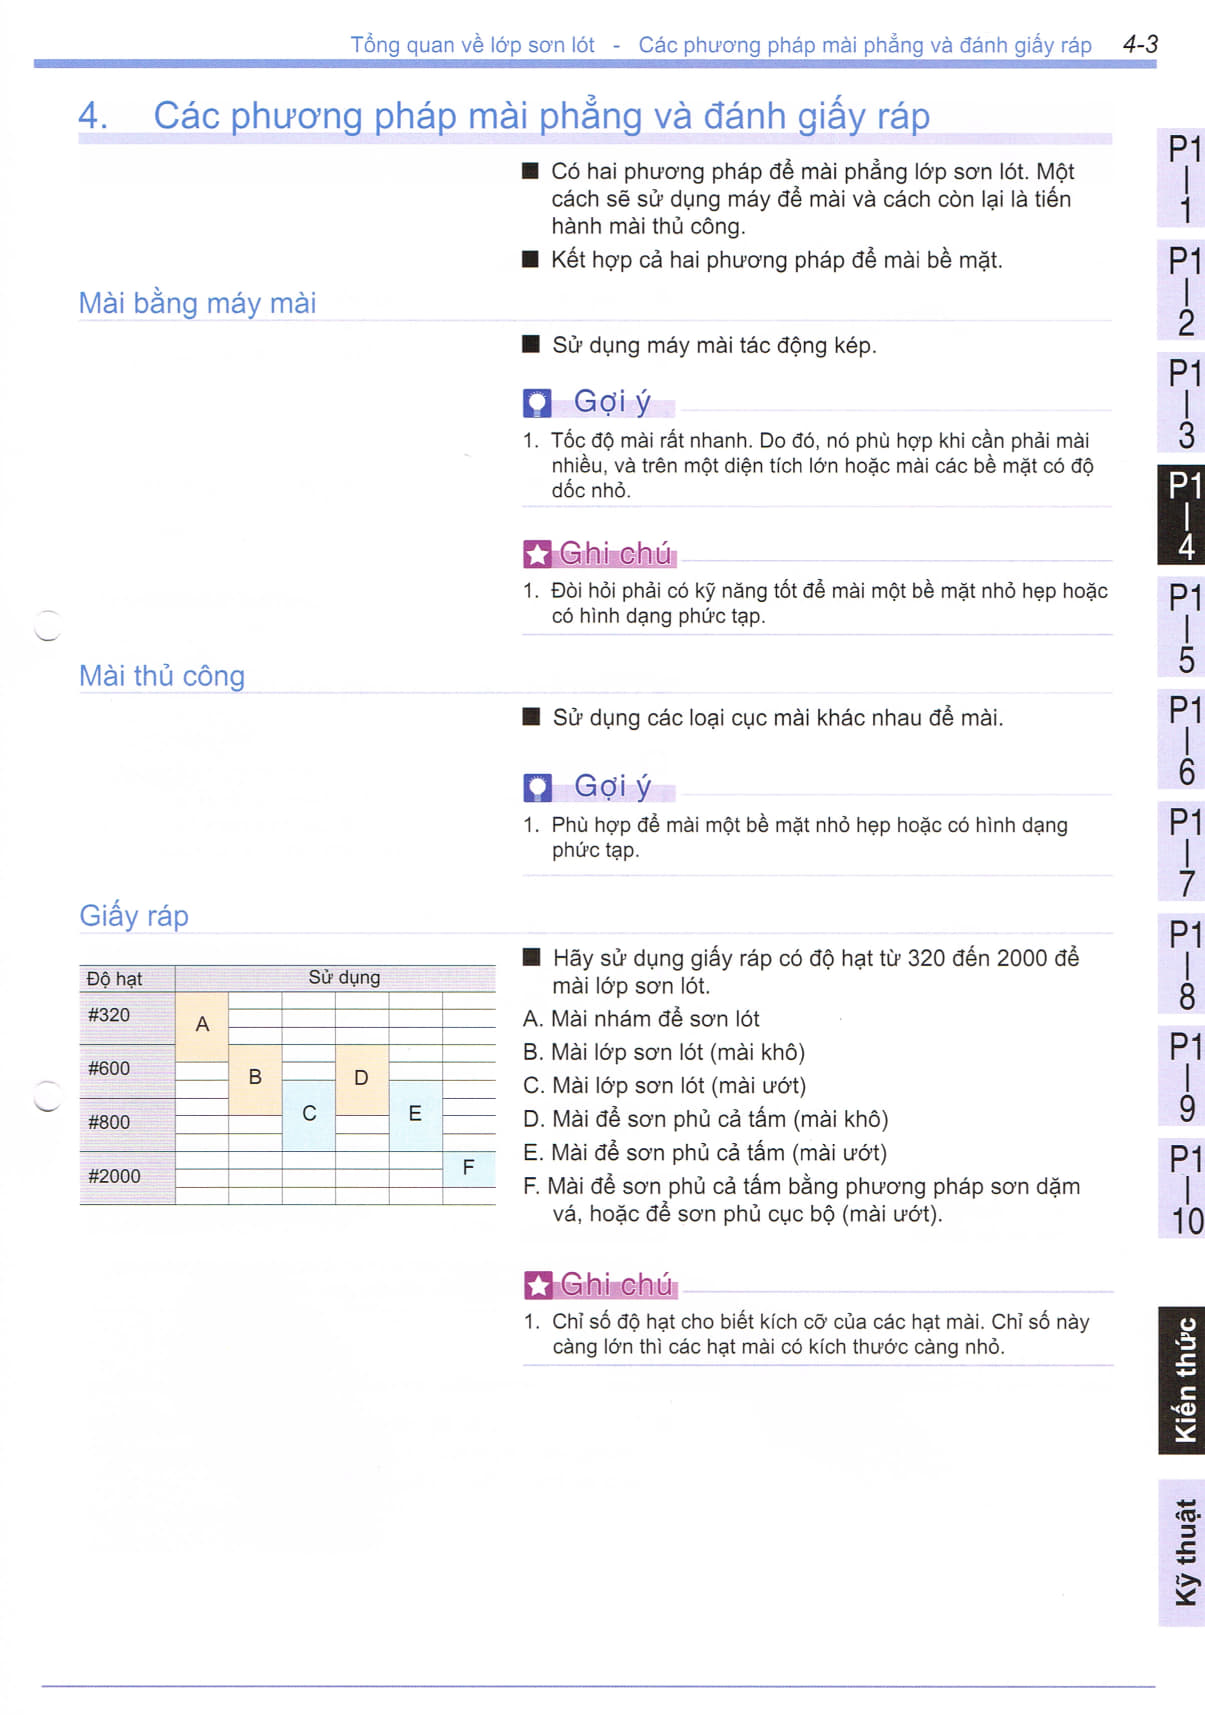 Tổng quan về lớp sơn lót - Các phương pháp mài phẳng và đánh giấy ráp 4-3
4. Các phương pháp mài phẳng và đánh giấy ráp
■ Có hai phương pháp để mài phẳng lớp sơn lót. Một
cách sẽ sử dụng máy để mài và cách còn lại là tiến
hành mài thủ công.
■ Kết hợp cả hai phương pháp để mài bề mặt.
Mài bằng máy mài
■ Sử dụng máy mài tác động kép.
Gợi ý
1. Tốc độ mài rất nhanh. Do đó, nó phù hợp khi cần phải mài
nhiều, và trên một diện tích lớn hoặc mài các bề mặt có độ
dốc nhỏ.
Ghi chú
1. Đòi hỏi phải có kỹ năng tốt để mài một bề mặt nhỏ hẹp hoặc
có hình dạng phức tạp.
Mài thủ công
■ Sử dụng các loại cục mài khác nhau để mài.
Gợi ý
1. Phù hợp để mài một bề mặt nhỏ hẹp hoặc có hình dạng
phức tạp.
Giấy ráp
Độ hạt Sử dụng
#320
#600
#800
#2000
A
B
C
D
E
F
■ Hãy sử dụng giấy ráp có độ hạt từ 320 đến 2000 để
mài lớp sơn lót.
A. Mài nhám để sơn lót
B. Mài lớp sơn lót (mài khô)
C. Mài lớp sơn lót (mài ướt)
D. Mài để sơn phủ cả tấm (mài khô)
E. Mài để sơn phủ cả tấm (mài ướt)
F. Mài để sơn phủ cả tấm bằng phương pháp sơn dặm
vá, hoặc để sơn phủ cục bộ (mài ướt).
Ghi chú
1. Chỉ số độ hạt cho biết kích cỡ của các hạt mài. Chỉ số này
càng lớn thì các hạt mài có kích thước càng nhỏ.
P1
1
P1
2
P1
3
P1
4
P1
5
P1
6
P1
7
P1
8
P1
9
P1
10
Kiến thức
Kỹ thuật